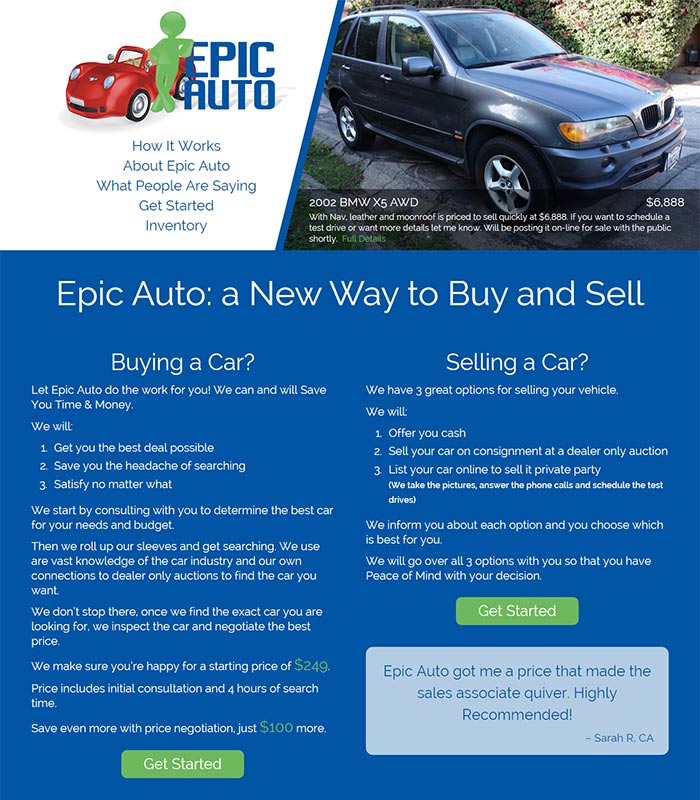 EPIC
AUTO
How It Works
About Epic Auto
What People Are Saying
Get Started
Inventory
2002 BMW X5 AWD
$6,888
With Nav, leather and moonroof is priced to sell quickly at $6,888. If you want to schedule a
test drive or want more details let me know. Will be posting it on-line for sale with the public
shortly. Full Details
Epic Auto: a New Way to Buy and Sell
Buying a Car?
Let Epic Auto do the work for you! We can and will Save
You Time & Money.
We will:
1. Get you the best deal possible
2. Save you the headache of searching
3. Satisfy no matter what
We start by consulting with you to determine the best car
for your needs and budget.
Then we roll up our sleeves and get searching. We use
are vast knowledge of the car industry and our own
connections to dealer only auctions to find the car you
want.
We don't stop there, once we find the exact car you are
looking for, we inspect the car and negotiate the best
price.
We make sure you're happy for a starting price of $249.
Price includes initial consultation and 4 hours of search
time.
Save even more with price negotiation, just $100 more.
Get Started
Selling a Car?
We have 3 great options for selling your vehicle.
We will:
1. Offer you cash
2. Sell your car on consignment at a dealer only auction
3. List your car online to sell it private party
(We take the pictures, answer the phone calls and schedule the test
drives)
We inform you about each option and you choose which
is best for you.
We will go over all 3 options with you so that you have
Peace of Mind with your decision.
Get Started
Epic Auto got me a price that made the
sales associate quiver. Highly
Recommended!
– Sarah R, CA